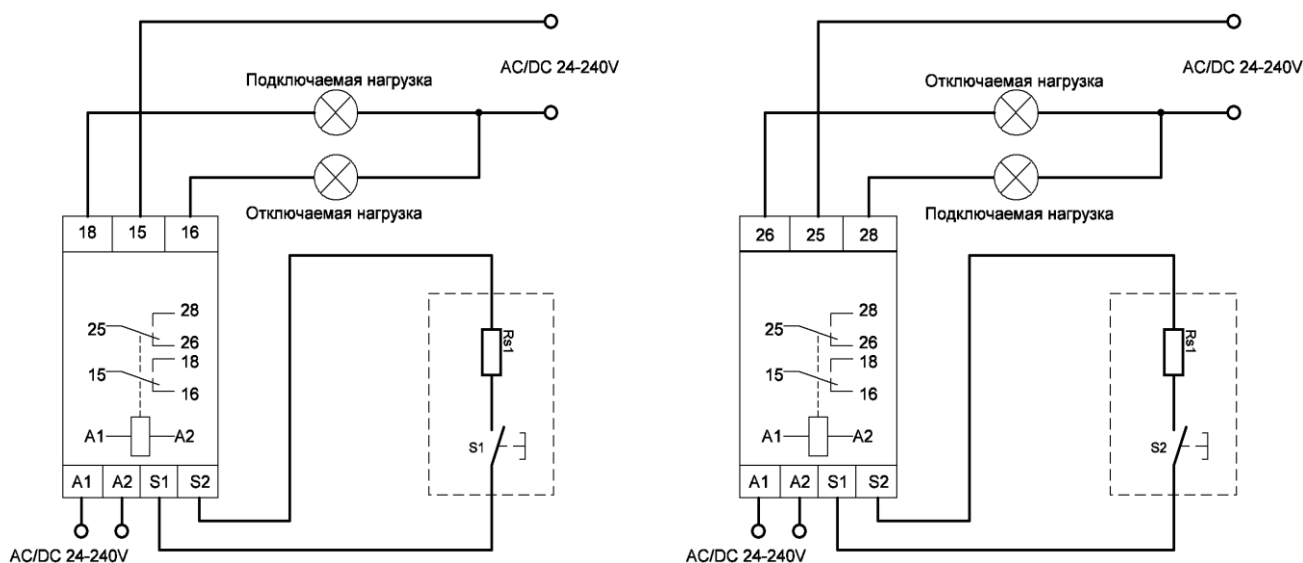 AC/DC 24-240V
Подключаемая нагрузка
Отключаемая нагрузка
18 15 16
28
25
26
18
15
16
A1 A2
Rs1
S1
A1 A2 S1 S2
AC/DC 24-240V
AC/DC 24-240V
Отключаемая нагрузка
Подключаемая нагрузка
26 25 28
28
25
26
18
15
16
A1 A2
Rs1
S2
A1 A2 S1 S2
AC/DC 24-240V